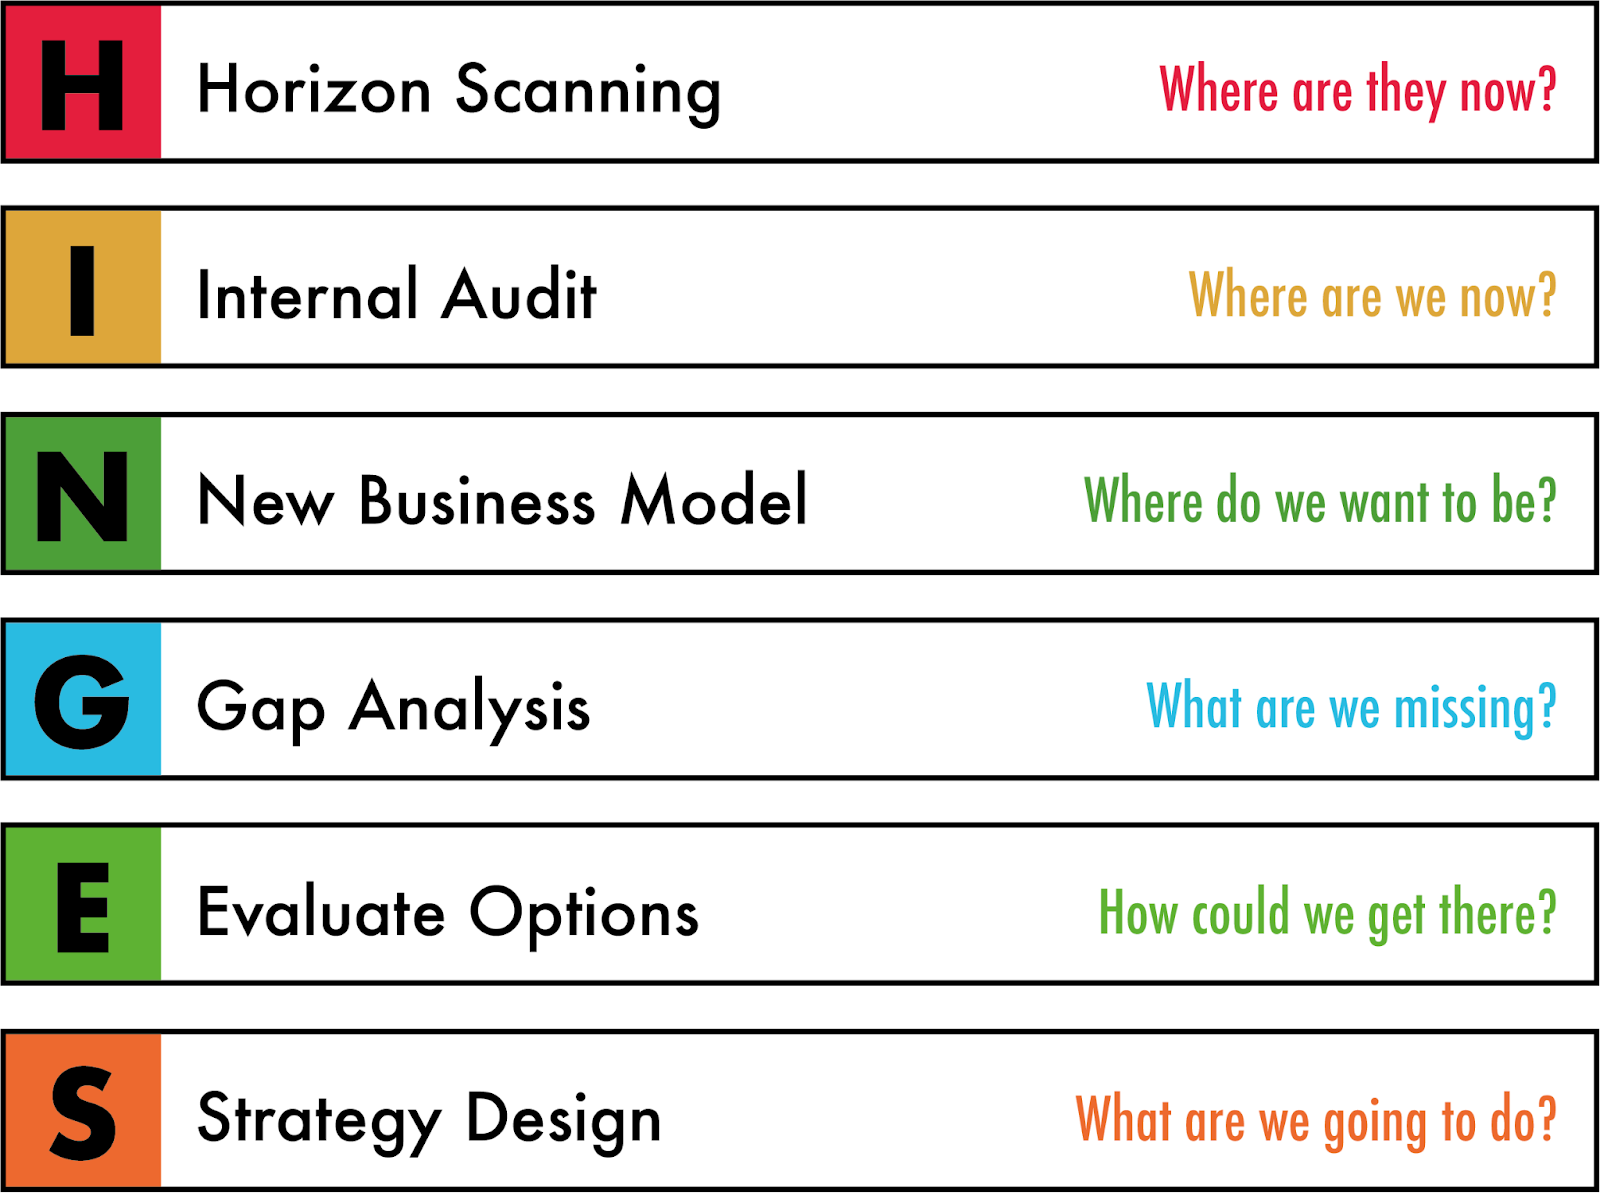 H Horizon Scanning Where are they now?
I Internal Audit Where are we now?
N New Business Model Where do we want to be?
G Gap Analysis What are we missing?
E Evaluate Options How could we get there?
S Strategy Design What are we going to do?